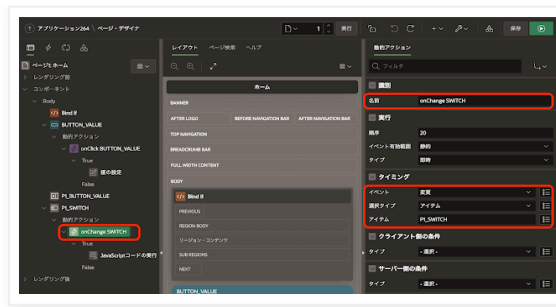 アプリケーション264 \ ページ・デザイナ
1
実行
保存
ページ1: ホーム
レンダリング前
コンポーネント
Body
Bind If
BUTTON_VALUE
動的アクション
onClick BUTTON_VALUE
True
値の設定
False
P1_BUTTON_VALUE
P1_SWITCH
動的アクション
onChange SWITCH
True
JavaScriptコードの実行
False
レンダリング後
レイアウト ページ検索 ヘルプ
ホーム
BANNER
AFTER LOGO BEFORE NAVIGATION BAR AFTER NAVIGATION BAR
TOP NAVIGATION
BREADCRUMB BAR
FULL WIDTH CONTENT
BODY
Bind If
PREVIOUS
REGION BODY
リージョン・コンテンツ
SUB REGIONS
NEXT
BUTTON_VALUE
動的アクション
フィルタ
識別
名前 onChange SWITCH
実行
順序 20
イベント有効範囲 静的
タイプ 即時
タイミング
イベント 変更
選択タイプ アイテム
アイテム P1_SWITCH
クライアント側の条件
タイプ - 選択 -
サーバー側の条件
タイプ - 選択 -